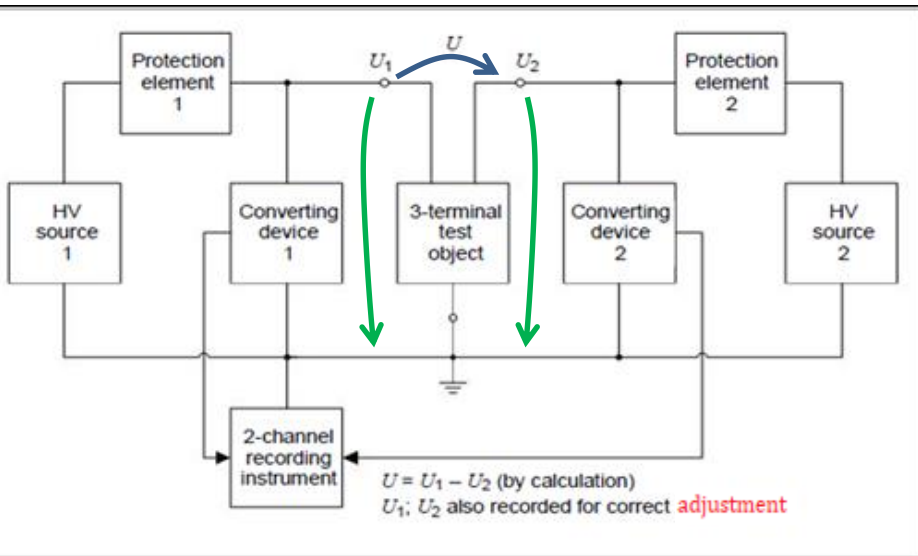 Protection
element
1
U₁
U
U₂
Protection
element
2
HV
source
1
Converting
device
1
3-terminal
test
object
Converting
device
2
HV
source
2
2-channel
recording
instrument
U = U₁ – U₂ (by calculation)
U₁; U₂ also recorded for correct adjustment